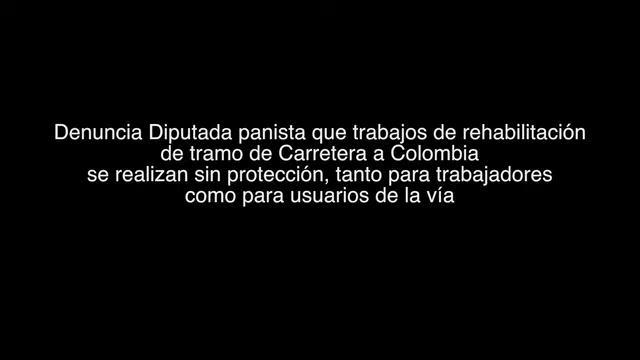 Denuncia Diputada panista que trabajos de rehabilitación
de tramo de Carretera a Colombia
se realizan sin protección, tanto para trabajadores
como para usuarios de la vía